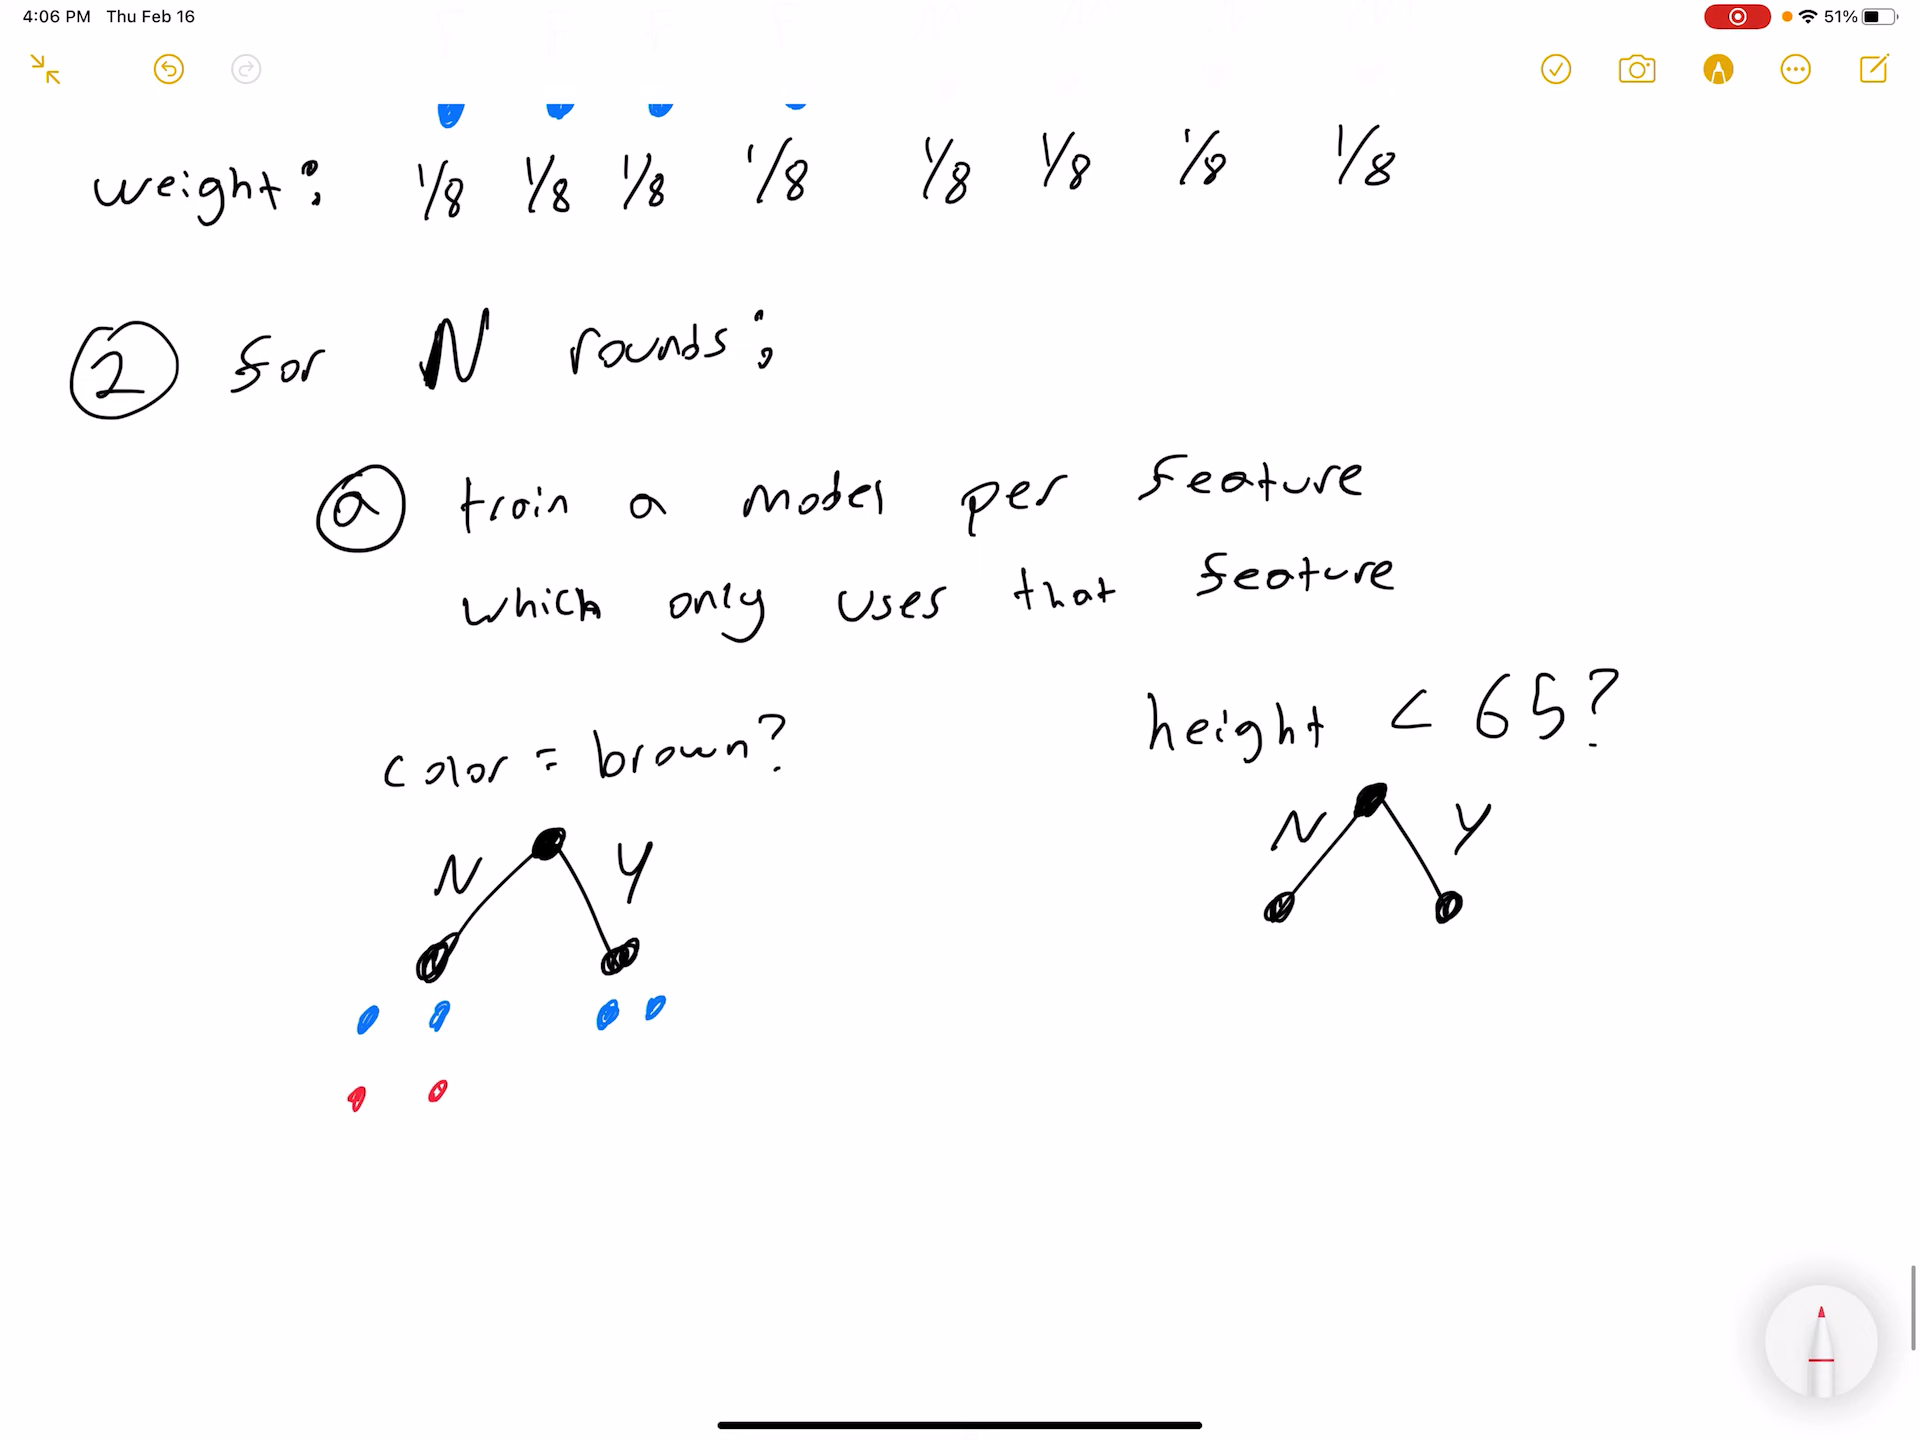 4:06 PM Thu Feb 16 51%
weight: 1/8 1/8 1/8 1/8 1/8 1/8 1/8 1/8
2 for N rounds:
a train a model per feature
which only uses that feature
color = brown? height < 65?
N Y N Y